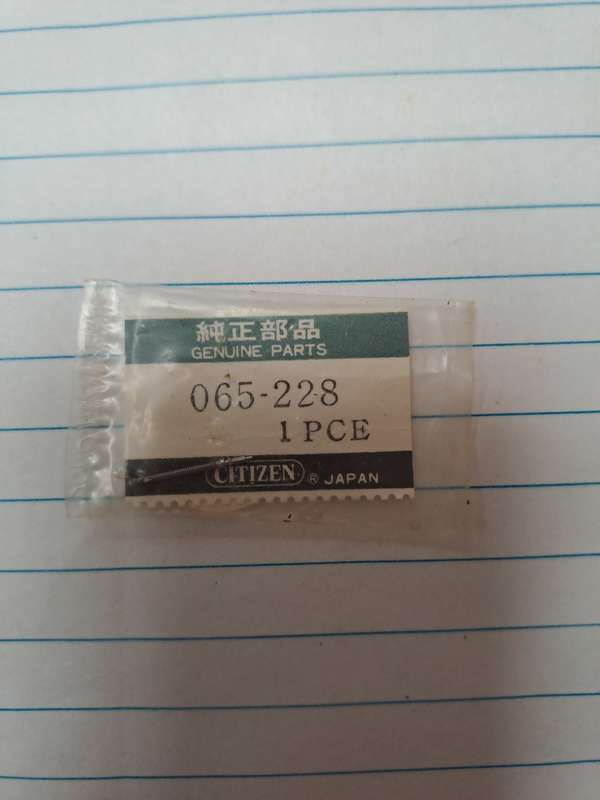 純正部品
GENUINE PARTS
065-228
1 PCE
CITIZEN ® JAPAN